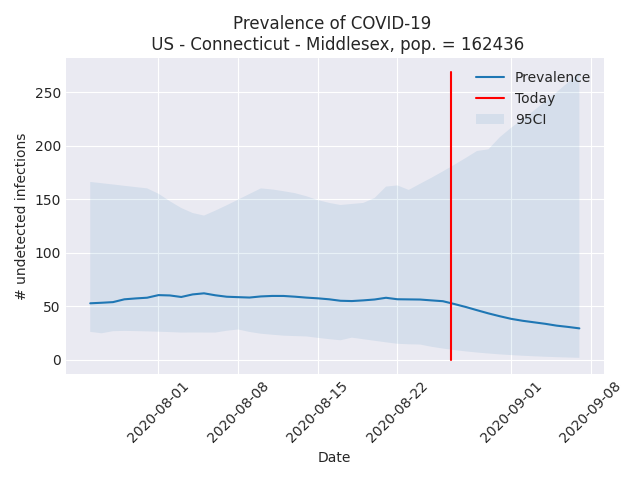 Prevalence of COVID-19
US - Connecticut - Middlesex, pop. = 162436
Prevalence
Today
95CI
# undetected infections
250
200
150
100
50
0
2020-08-01
2020-08-08
2020-08-15
2020-08-22
2020-09-01
2020-09-08
Date